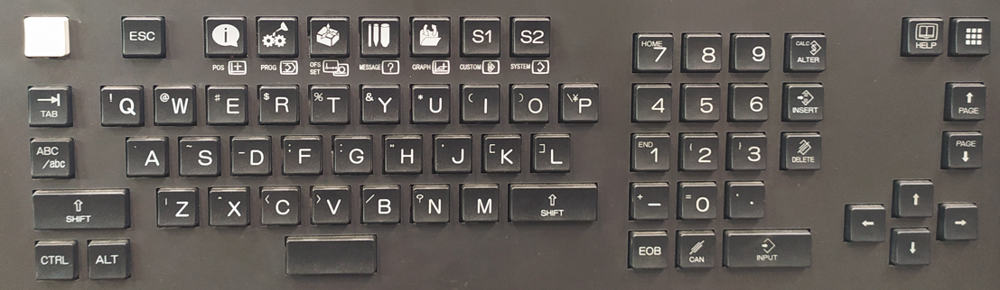 ESC i S1 S2 HELP
HOME 7 8 9 CALC ALTER
POS PROG OFS SET MESSAGE ? GRAPH CUSTOM SYSTEM
TAB ! Q @ W # E $ R % T & Y * U ( I ) O \¥ P 4 5 6 INSERT PAGE
ABC /abc A ~ S - D ; F : G " H ' J [ K ] L END 1 { 2 } 3 DELETE PAGE
SHIFT | Z ^ X < C > V / B ? N M SHIFT + - = 0 .
CTRL ALT EOB CAN INPUT